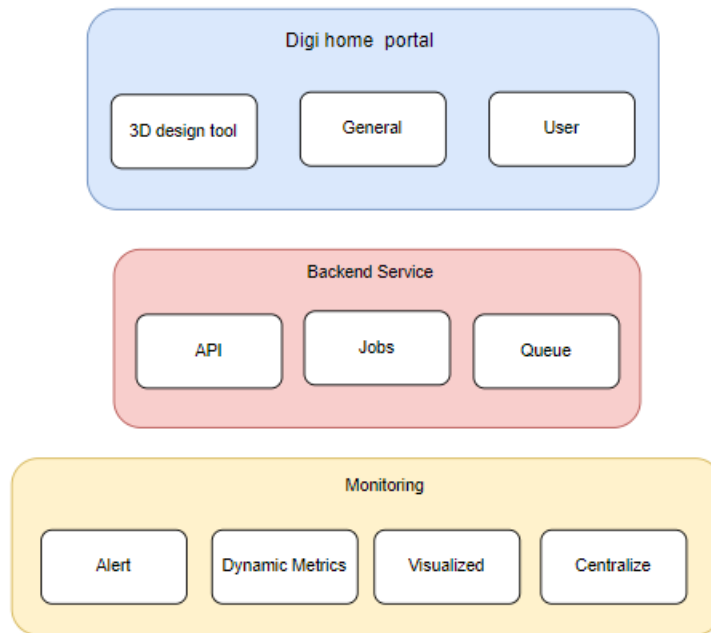 Digi home portal
3D design tool
General
User
Backend Service
API
Jobs
Queue
Monitoring
Alert
Dynamic Metrics
Visualized
Centralize